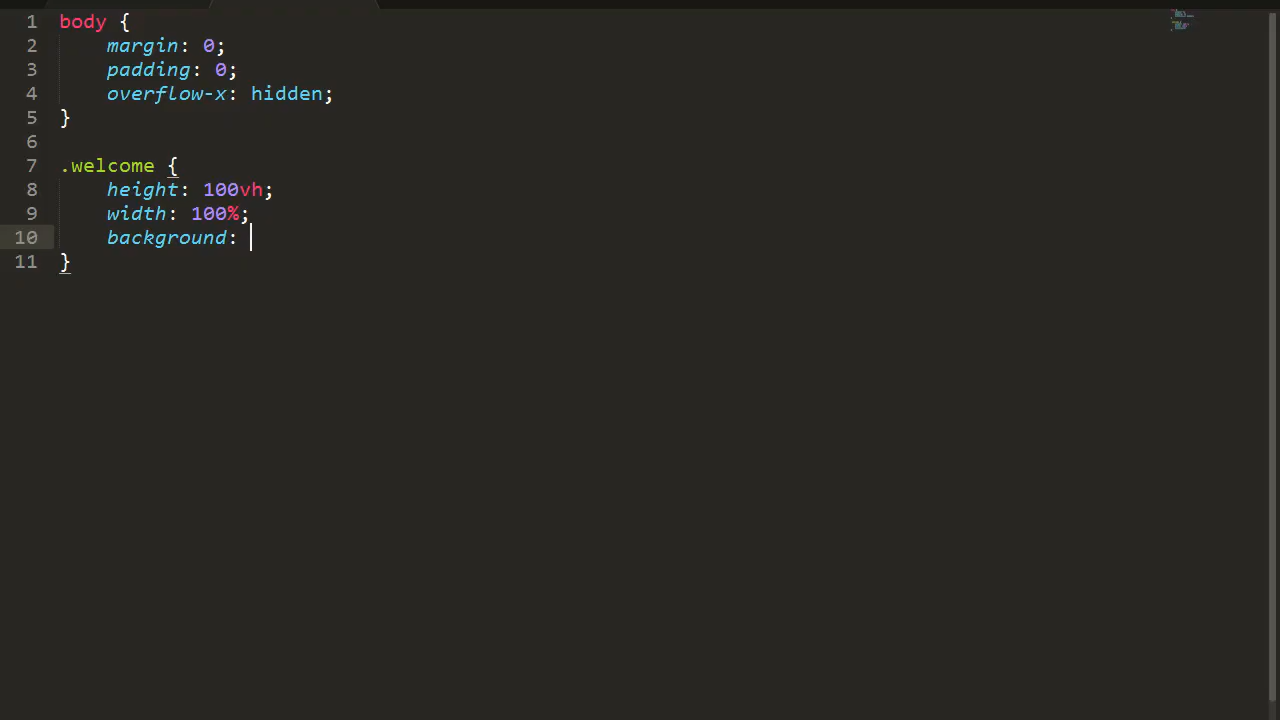 1 body {
2 margin: 0;
3 padding: 0;
4 overflow-x: hidden;
5 }
6
7 .welcome {
8 height: 100vh;
9 width: 100%;
10 background:
11 }